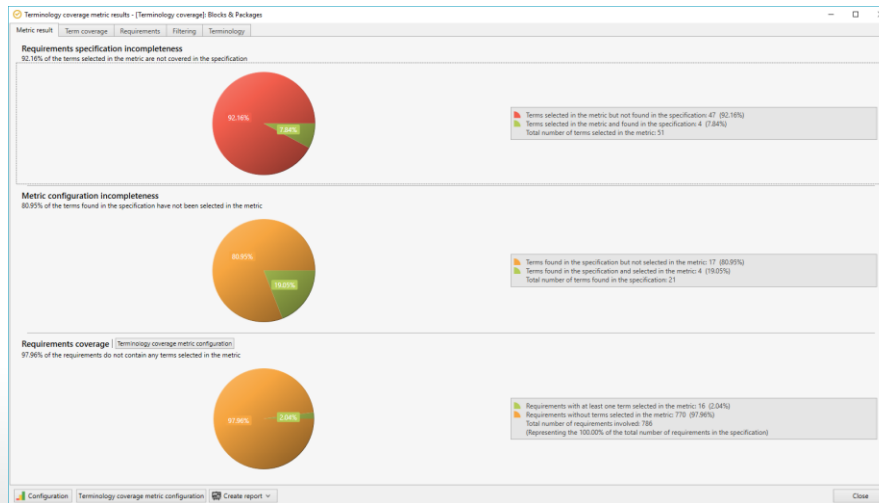 Terminology coverage metric results - [Terminology coverage]: Blocks & Packages
Metric result Term coverage Requirements Filtering Terminology
Requirements specification incompleteness
92.16% of the terms selected in the metric are not covered in the specification
92.16%
7.84%
Terms selected in the metric but not found in the specification: 47 (92.16%)
Terms selected in the metric and found in the specification: 4 (7.84%)
Total number of terms selected in the metric: 51
Metric configuration incompleteness
80.95% of the terms found in the specification have not been selected in the metric
80.95%
19.05%
Terms found in the specification but not selected in the metric: 17 (80.95%)
Terms found in the specification and selected in the metric: 4 (19.05%)
Total number of terms found in the specification: 21
Requirements coverage Terminology coverage metric configuration
97.96% of the requirements do not contain any terms selected in the metric
97.96%
2.04%
Requirements with at least one term selected in the metric: 16 (2.04%)
Requirements without terms selected in the metric: 770 (97.96%)
Total number of requirements involved: 786
(Representing the 100.00% of the total number of requirements in the specification)
Configuration Terminology coverage metric configuration Create report Close